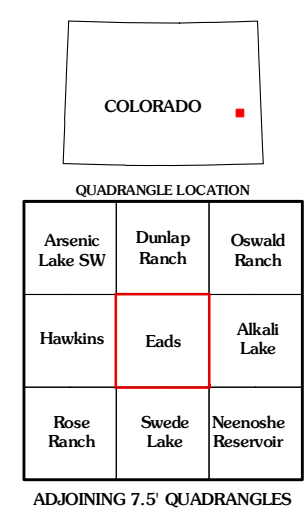 COLORADO
QUADRANGLE LOCATION
Arsenic
Lake SW
Dunlap
Ranch
Oswald
Ranch
Hawkins
Eads
Alkali
Lake
Rose
Ranch
Swede
Lake
Neenoshe
Reservoir
ADJOINING 7.5' QUADRANGLES